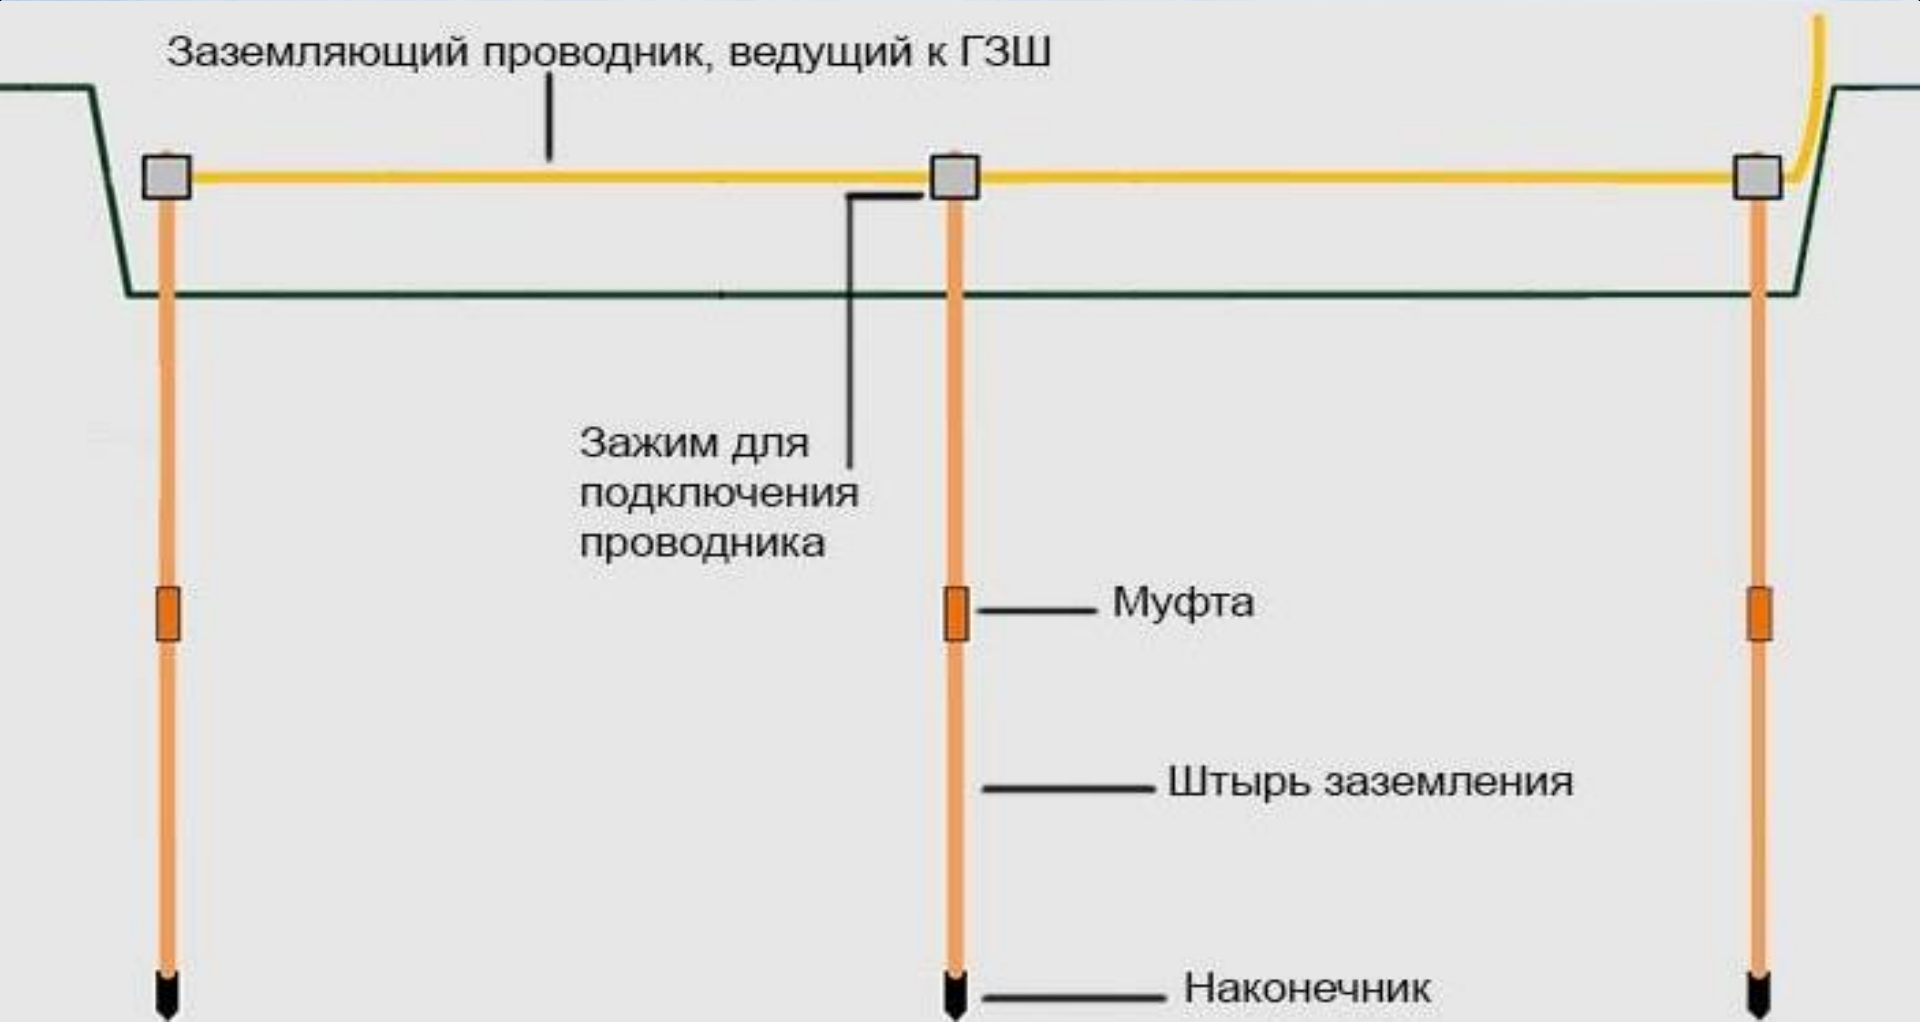 Заземляющий проводник, ведущий к ГЗШ
Зажим для
подключения
проводника
Муфта
Штырь заземления
Наконечник